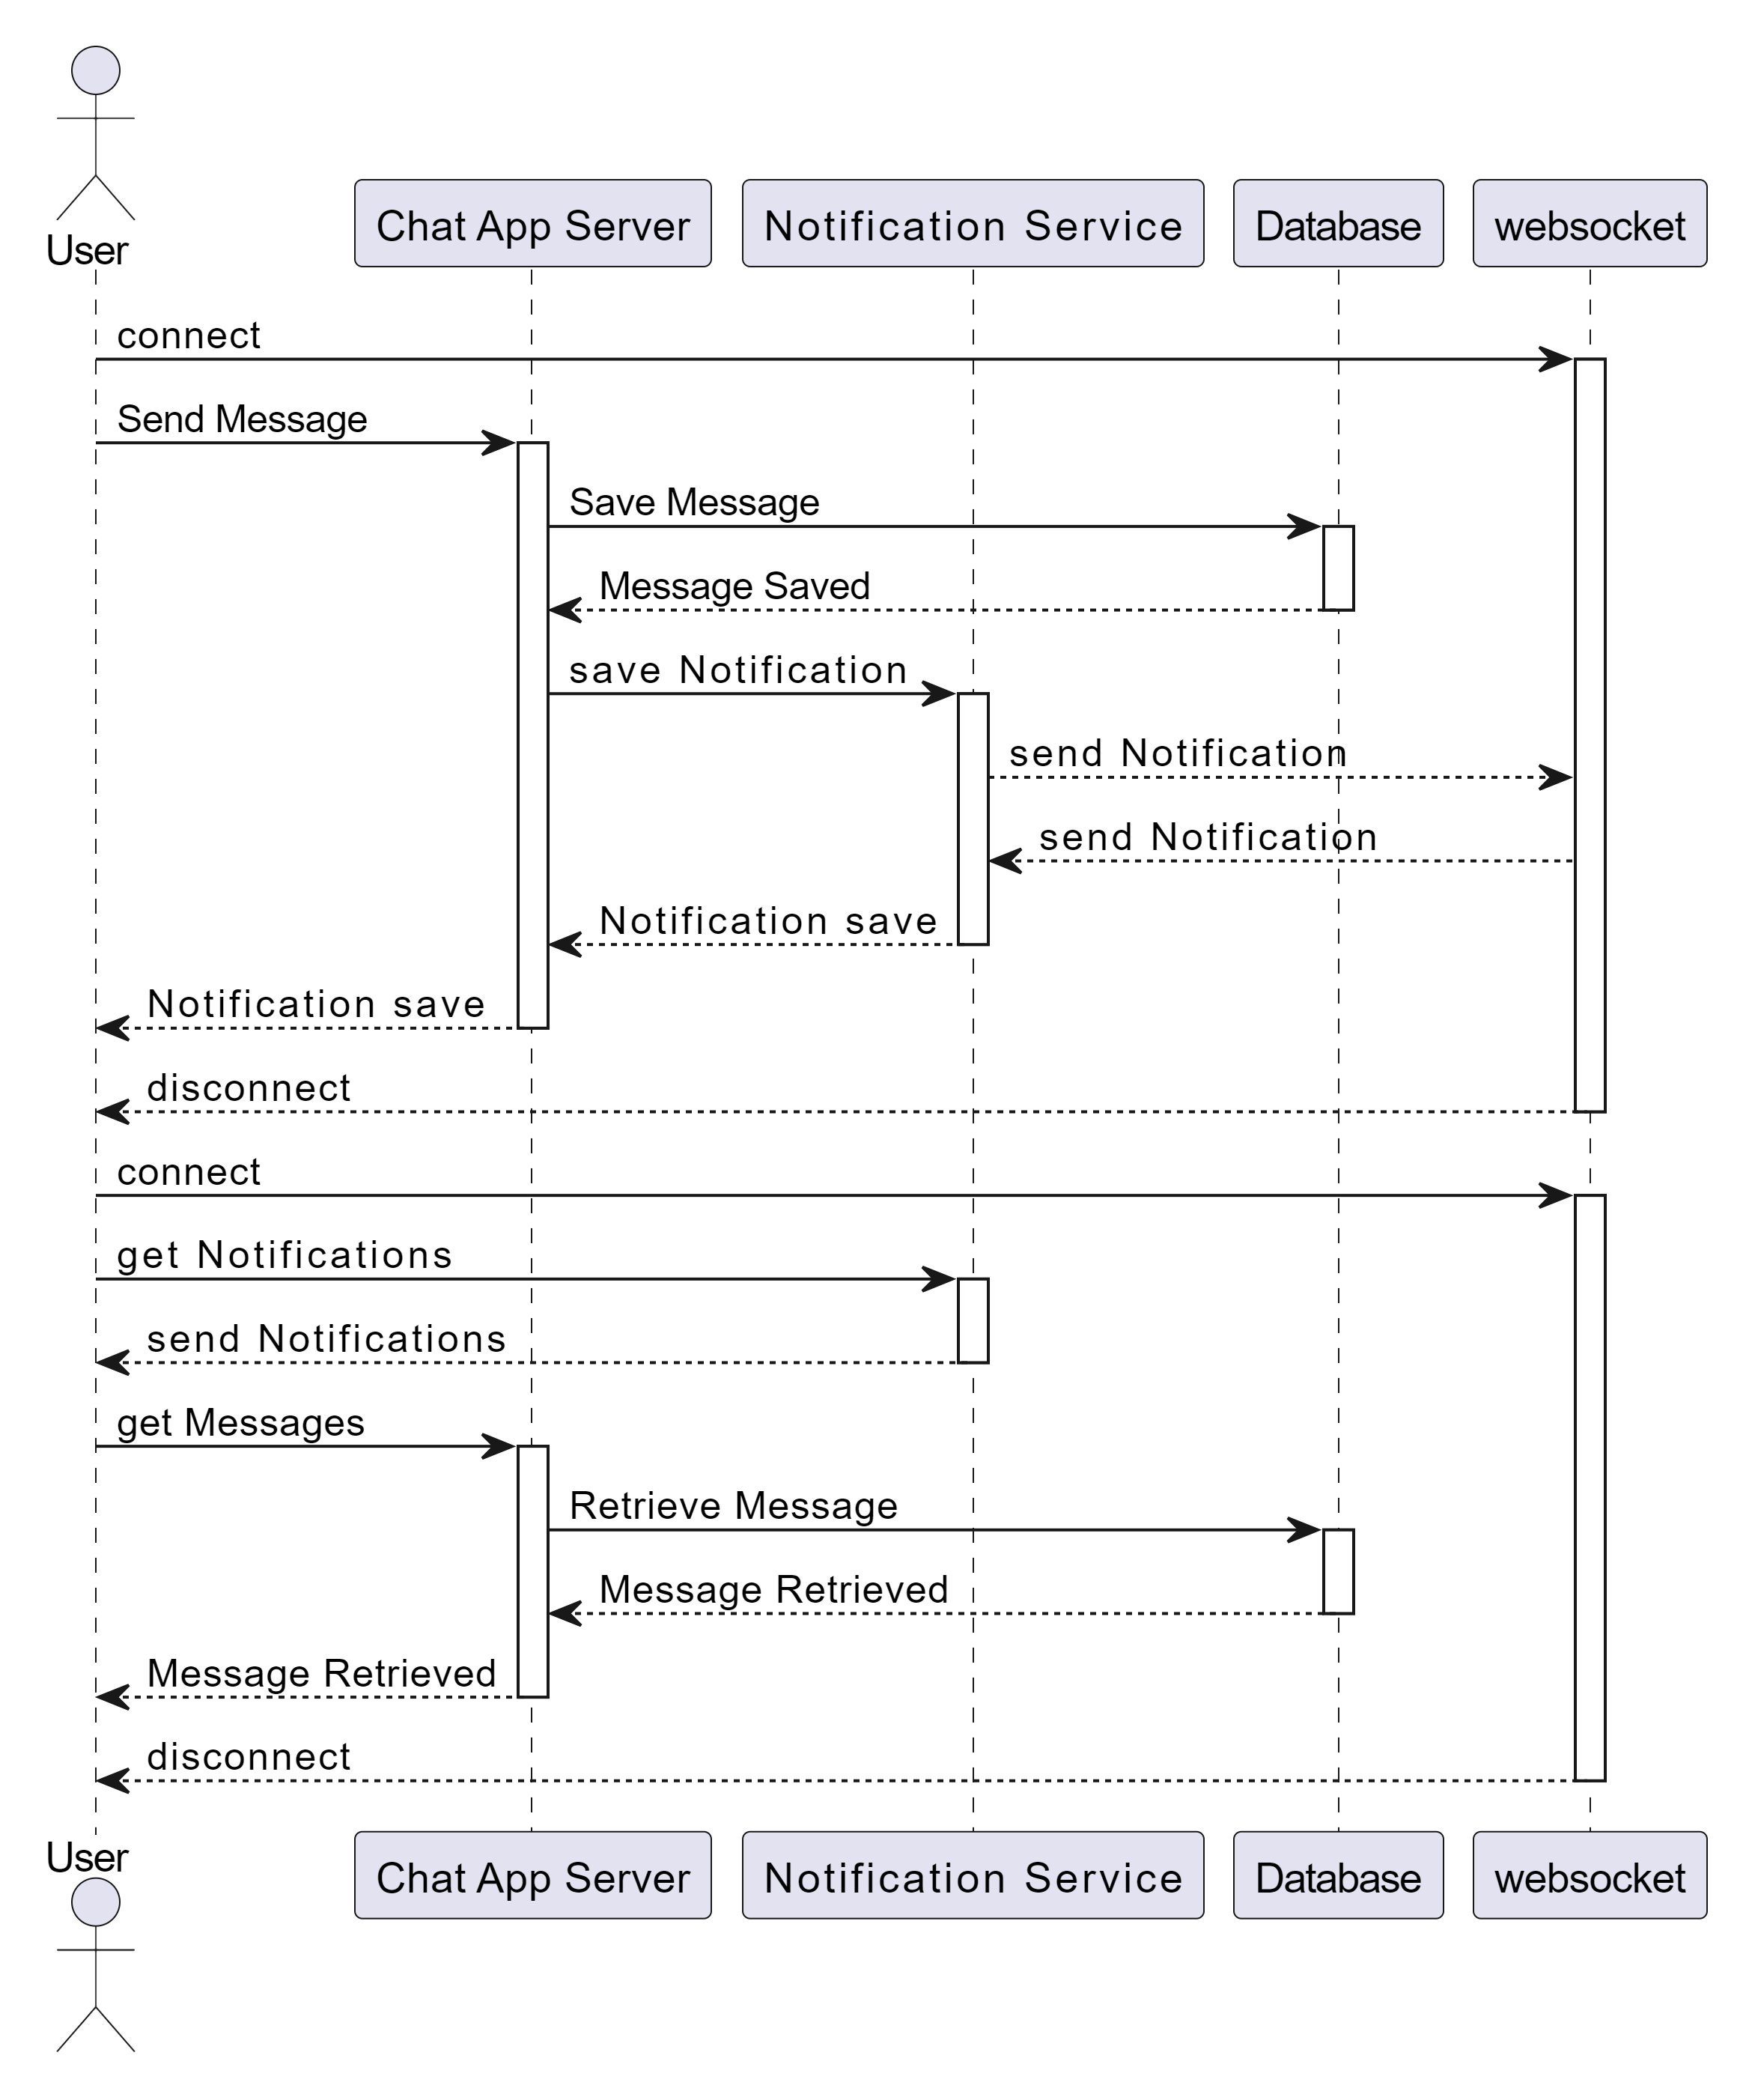 User
Chat App Server
Notification Service
Database
websocket
connect
Send Message
Save Message
Message Saved
save Notification
send Notification
send Notification
Notification save
Notification save
disconnect
connect
get Notifications
send Notifications
get Messages
Retrieve Message
Message Retrieved
Message Retrieved
disconnect
User
Chat App Server
Notification Service
Database
websocket